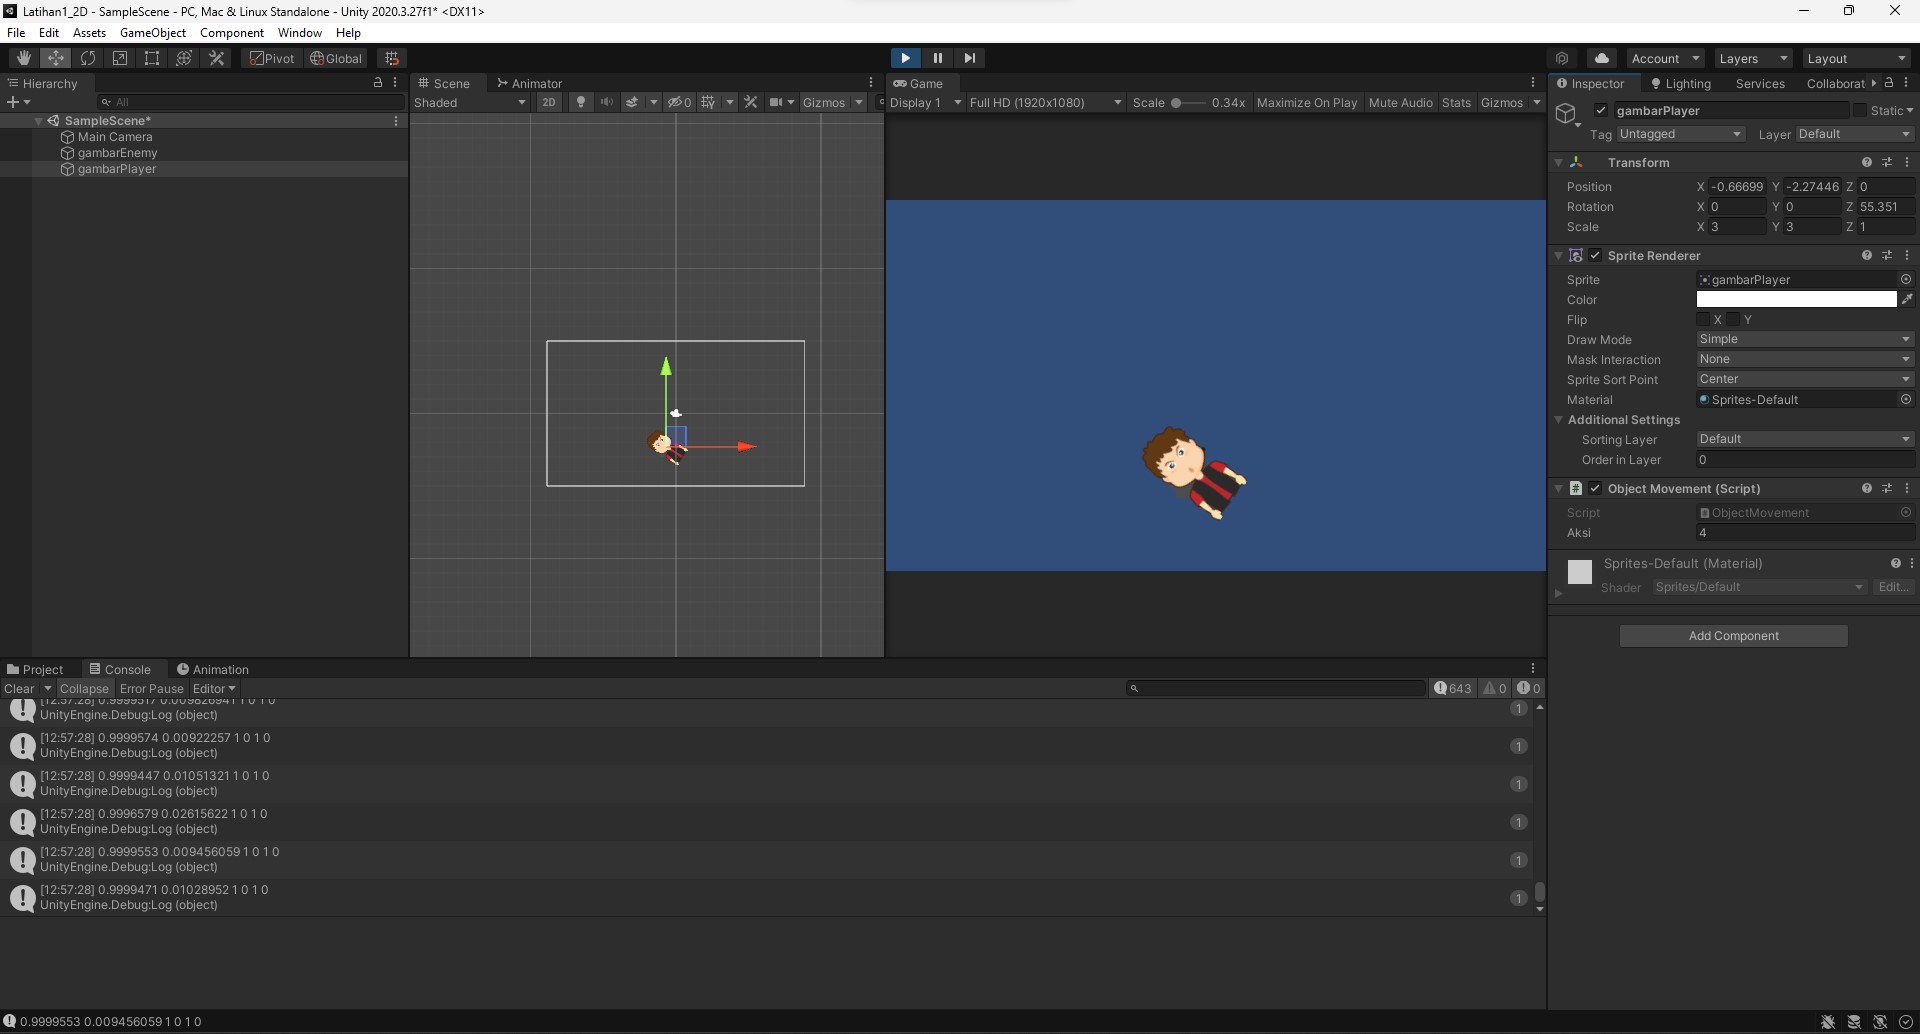 Latihan1_2D - SampleScene - PC, Mac & Linux Standalone - Unity 2020.3.27f1* <DX11>
File Edit Assets GameObject Component Window Help
Pivot Global Account Layers Layout
Hierarchy
All
SampleScene*
Main Camera
gambarEnemy
gambarPlayer
Scene Animator
Shaded 2D 0 Gizmos
Game
Display 1 Full HD (1920x1080) Scale 0.34x Maximize On Play Mute Audio Stats Gizmos
Inspector Lighting Services Collaborat
gambarPlayer Static
Tag Untagged Layer Default
Transform
Position X -0.66699 Y -2.27446 Z 0
Rotation X 0 Y 0 Z 55.351
Scale X 3 Y 3 Z 1
Sprite Renderer
Sprite gambarPlayer
Color
Flip X Y
Draw Mode Simple
Mask Interaction None
Sprite Sort Point Center
Material Sprites-Default
Additional Settings
Sorting Layer Default
Order in Layer 0
# Object Movement (Script)
Script ObjectMovement
Aksi 4
Sprites-Default (Material)
Shader Sprites/Default Edit...
Add Component
Project Console Animation
Clear Collapse Error Pause Editor 643 0 0
[12:57:28] 0.9999517 0.009826941 1 0 1 0
UnityEngine.Debug:Log (object) 1
[12:57:28] 0.9999574 0.00922257 1 0 1 0
UnityEngine.Debug:Log (object) 1
[12:57:28] 0.9999447 0.01051321 1 0 1 0
UnityEngine.Debug:Log (object) 1
[12:57:28] 0.9996579 0.02615622 1 0 1 0
UnityEngine.Debug:Log (object) 1
[12:57:28] 0.9999553 0.009456059 1 0 1 0
UnityEngine.Debug:Log (object) 1
[12:57:28] 0.9999471 0.01028952 1 0 1 0
UnityEngine.Debug:Log (object) 1
0.9999553 0.009456059 1 0 1 0